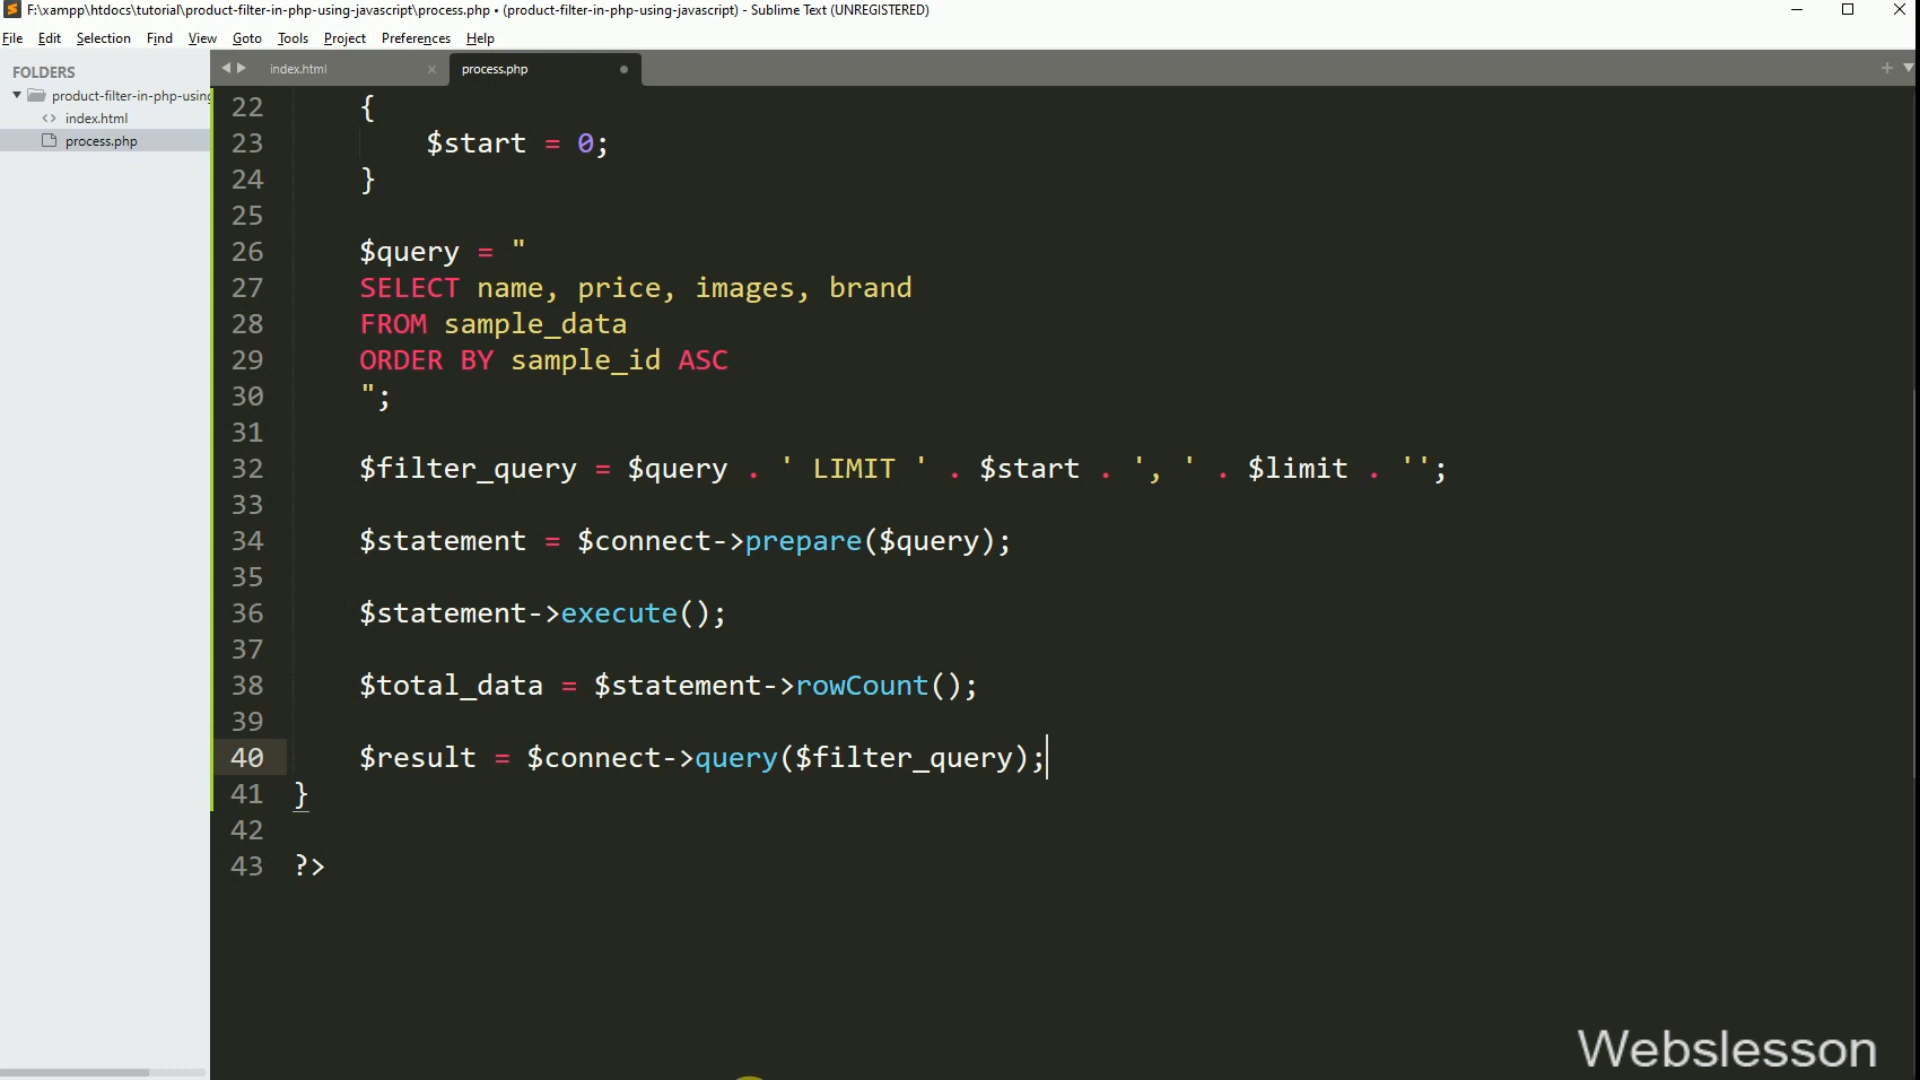 F:\xampp\htdocs\tutorial\product-filter-in-php-using-javascript\process.php • (product-filter-in-php-using-javascript) - Sublime Text (UNREGISTERED)
File Edit Selection Find View Goto Tools Project Preferences Help
FOLDERS
product-filter-in-php-using
<> index.html
process.php
index.html ×
process.php •
22 {
23 $start = 0;
24 }
25
26 $query = "
27 SELECT name, price, images, brand
28 FROM sample_data
29 ORDER BY sample_id ASC
30 ";
31
32 $filter_query = $query . ' LIMIT ' . $start . ', ' . $limit . '';
33
34 $statement = $connect->prepare($query);
35
36 $statement->execute();
37
38 $total_data = $statement->rowCount();
39
40 $result = $connect->query($filter_query);
41 }
42
43 ?>
Webslesson